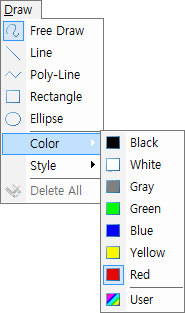 Draw
Free Draw
Line
Poly-Line
Rectangle
Ellipse
Color
Style
Delete All
Black
White
Gray
Green
Blue
Yellow
Red
User